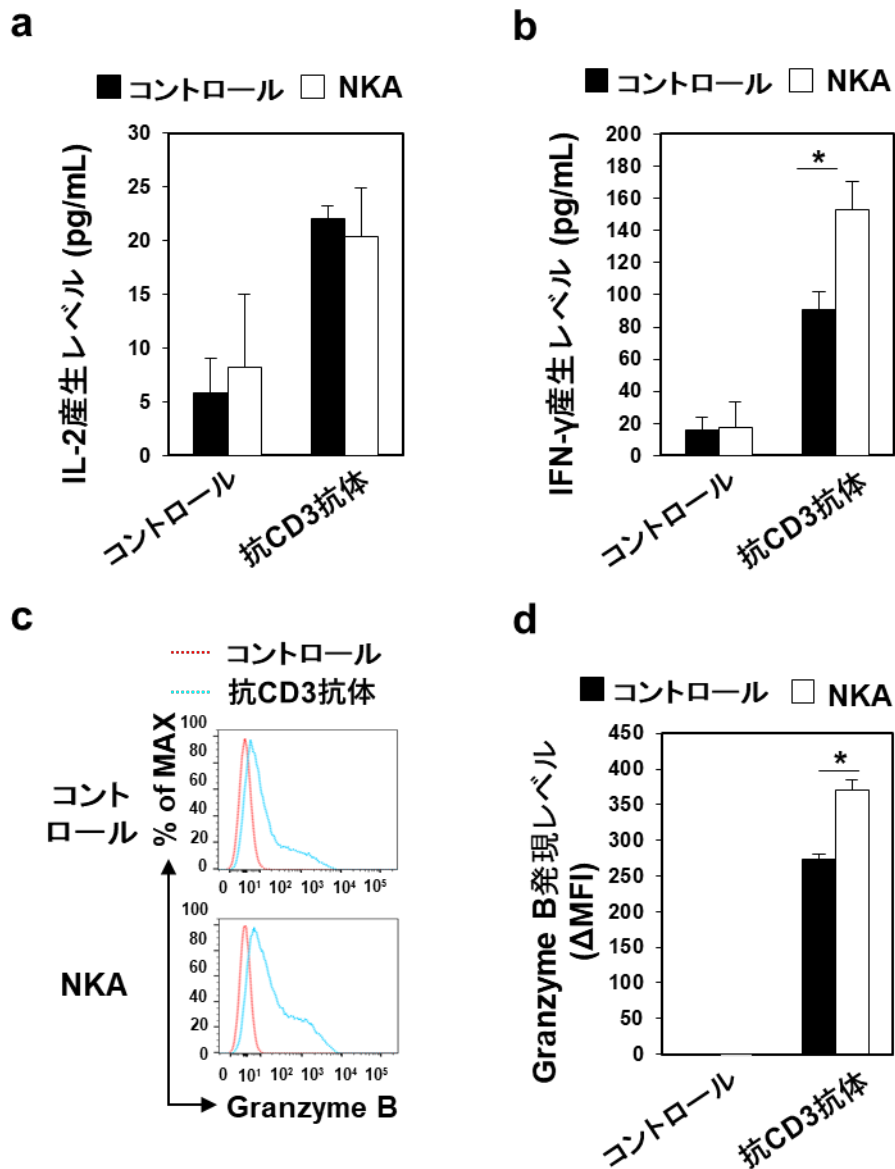 a
コントロール NKA
IL-2産生レベル (pg/mL)
30
25
20
15
10
5
0
コントロール
抗CD3抗体
b
コントロール NKA
IFN-γ産生レベル (pg/mL)
200
180
160
140
120
100
80
60
40
20
0
*
コントロール
抗CD3抗体
c
コントロール
抗CD3抗体
% of MAX
コント
ロール
100
80
60
40
20
0
0 10¹ 10² 10³ 10⁴ 10⁵
NKA
100
80
60
40
20
0
0 10¹ 10² 10³ 10⁴ 10⁵
Granzyme B
d
コントロール NKA
Granzyme B発現レベル
(ΔMFI)
450
400
350
300
250
200
150
100
50
0
*
コントロール
抗CD3抗体